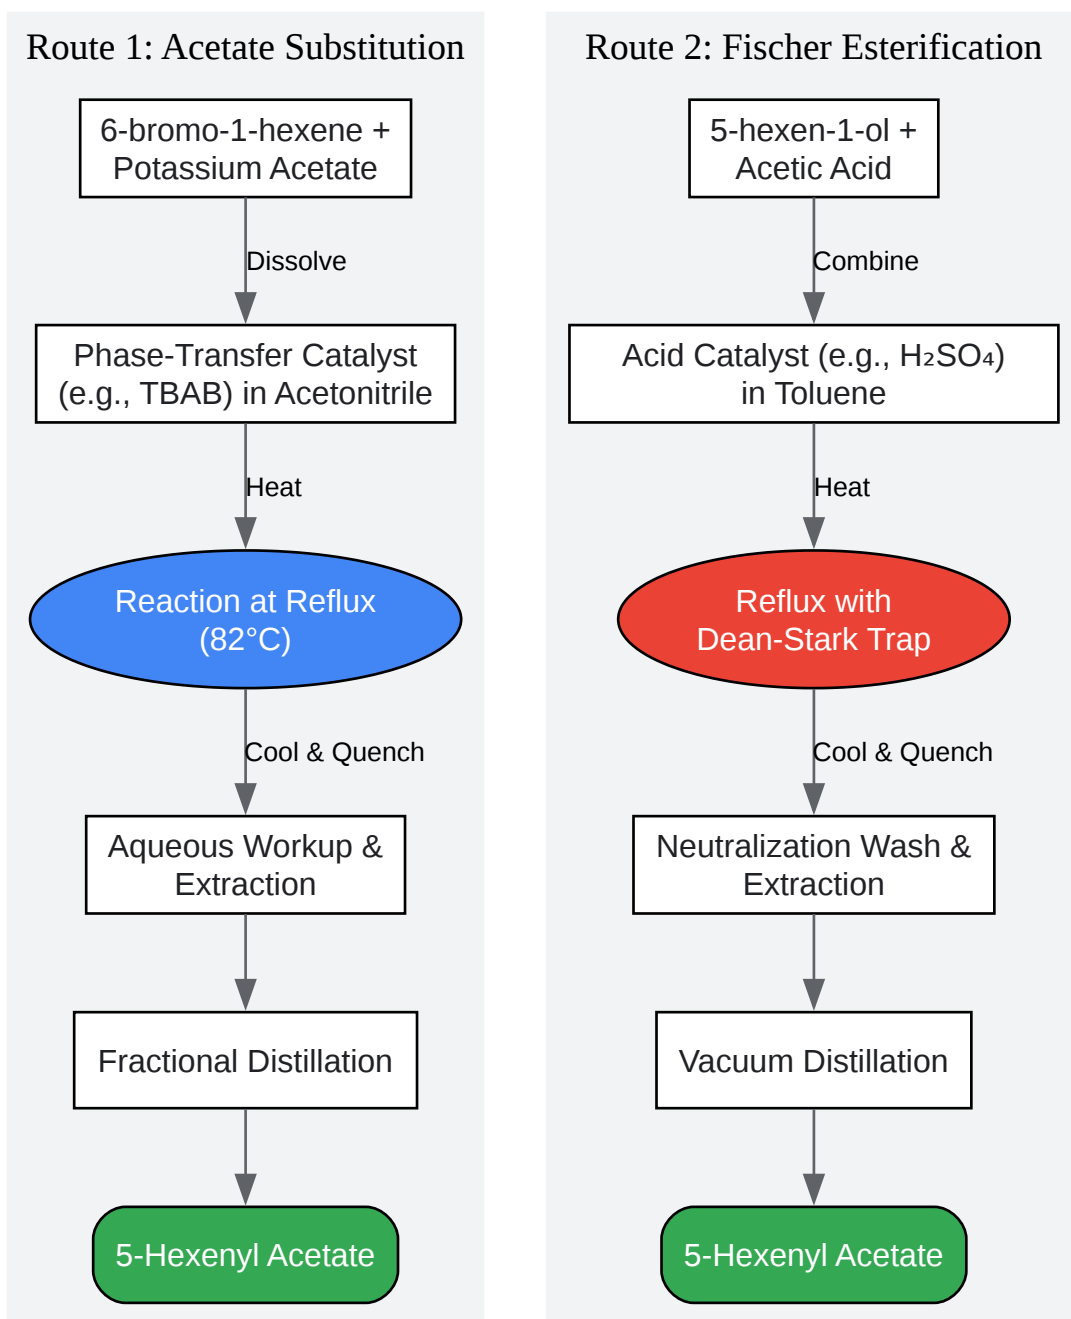 Route 1: Acetate Substitution
6-bromo-1-hexene +
Potassium Acetate
Dissolve
Phase-Transfer Catalyst
(e.g., TBAB) in Acetonitrile
Heat
Reaction at Reflux
(82°C)
Cool & Quench
Aqueous Workup &
Extraction
Fractional Distillation
5-Hexenyl Acetate
Route 2: Fischer Esterification
5-hexen-1-ol +
Acetic Acid
Combine
Acid Catalyst (e.g., H₂SO₄)
in Toluene
Heat
Reflux with
Dean-Stark Trap
Cool & Quench
Neutralization Wash &
Extraction
Vacuum Distillation
5-Hexenyl Acetate